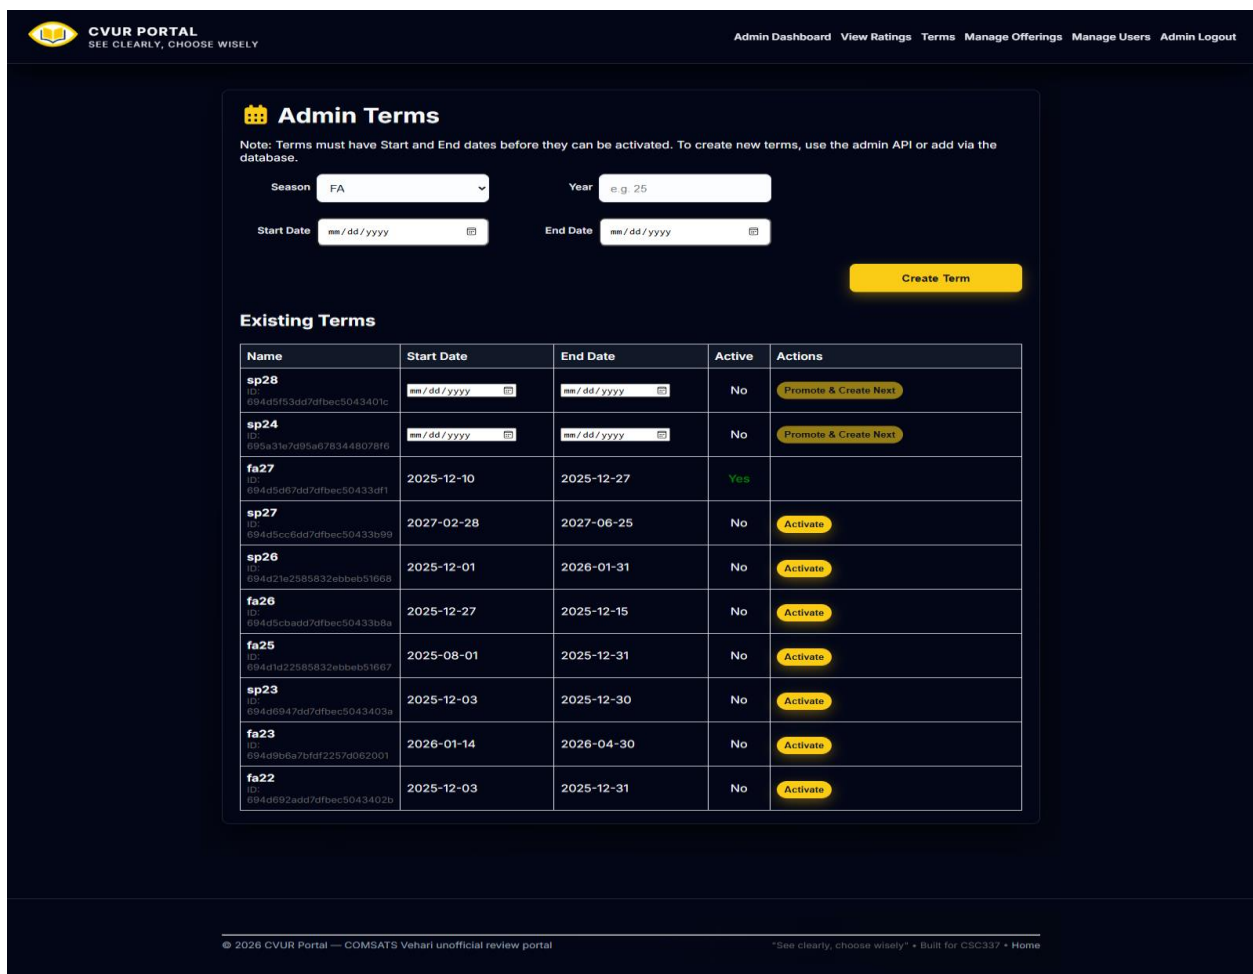 CVUR PORTAL
SEE CLEARLY, CHOOSE WISELY
Admin Dashboard View Ratings Terms Manage Offerings Manage Users Admin Logout
Admin Terms
Note: Terms must have Start and End dates before they can be activated. To create new terms, use the admin API or add via the
database.
Season FA Year e.g. 25
Start Date mm/dd/yyyy End Date mm/dd/yyyy
Create Term
Existing Terms
Name Start Date End Date Active Actions
sp28
ID:
694d5f53dd7dfbec5043401c
mm/dd/yyyy mm/dd/yyyy No Promote & Create Next
sp24
ID:
695a31e7d95a6783448078f6
mm/dd/yyyy mm/dd/yyyy No Promote & Create Next
fa27
ID:
694d5d67dd7dfbec50433df1
2025-12-10 2025-12-27 Yes
sp27
ID:
694d5cc6dd7dfbec50433b99
2027-02-28 2027-06-25 No Activate
sp26
ID:
694d21e2585832ebbeb51668
2025-12-01 2026-01-31 No Activate
fa26
ID:
694d5cbadd7dfbec50433b8a
2025-12-27 2025-12-15 No Activate
fa25
ID:
694d1d22585832ebbeb51667
2025-08-01 2025-12-31 No Activate
sp23
ID:
694d6947dd7dfbec5043403a
2025-12-03 2025-12-30 No Activate
fa23
ID:
694d9b6a7bfdf2257d062001
2026-01-14 2026-04-30 No Activate
fa22
ID:
694d692add7dfbec5043402b
2025-12-03 2025-12-31 No Activate
© 2026 CVUR Portal — COMSATS Vehari unofficial review portal
"See clearly, choose wisely" • Built for CSC337 • Home